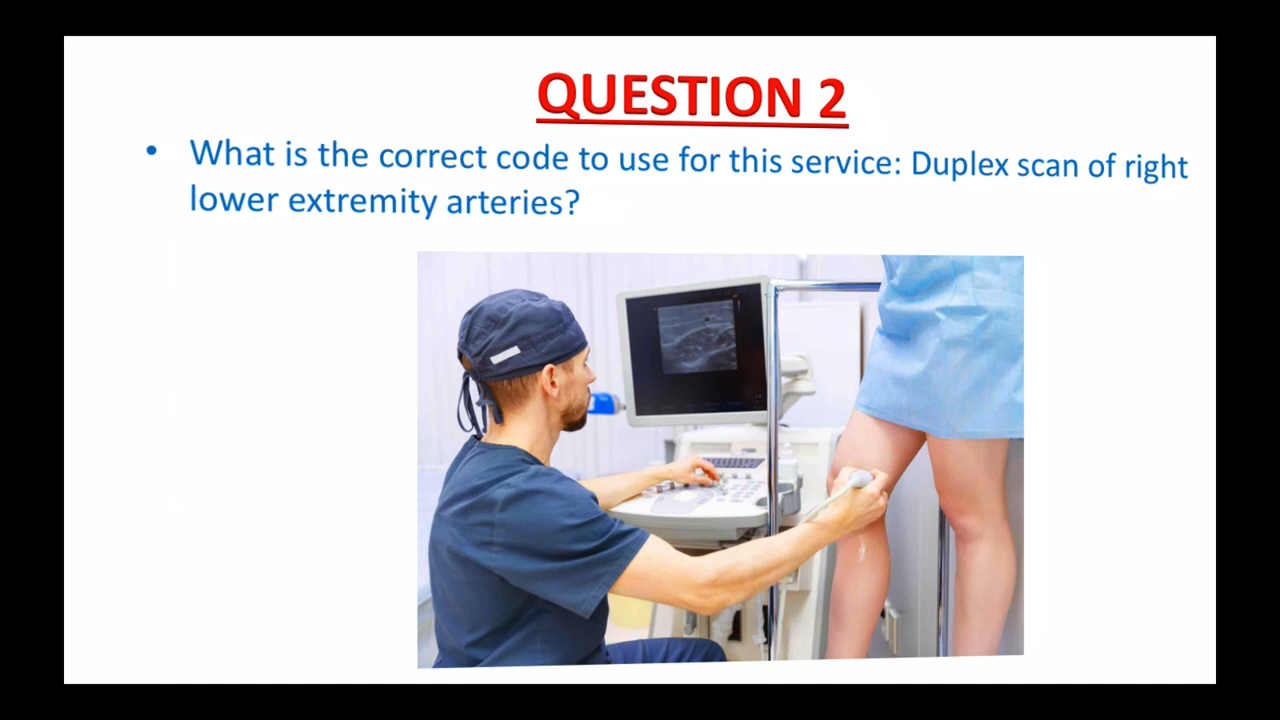 QUESTION 2
• What is the correct code to use for this service: Duplex scan of right
lower extremity arteries?